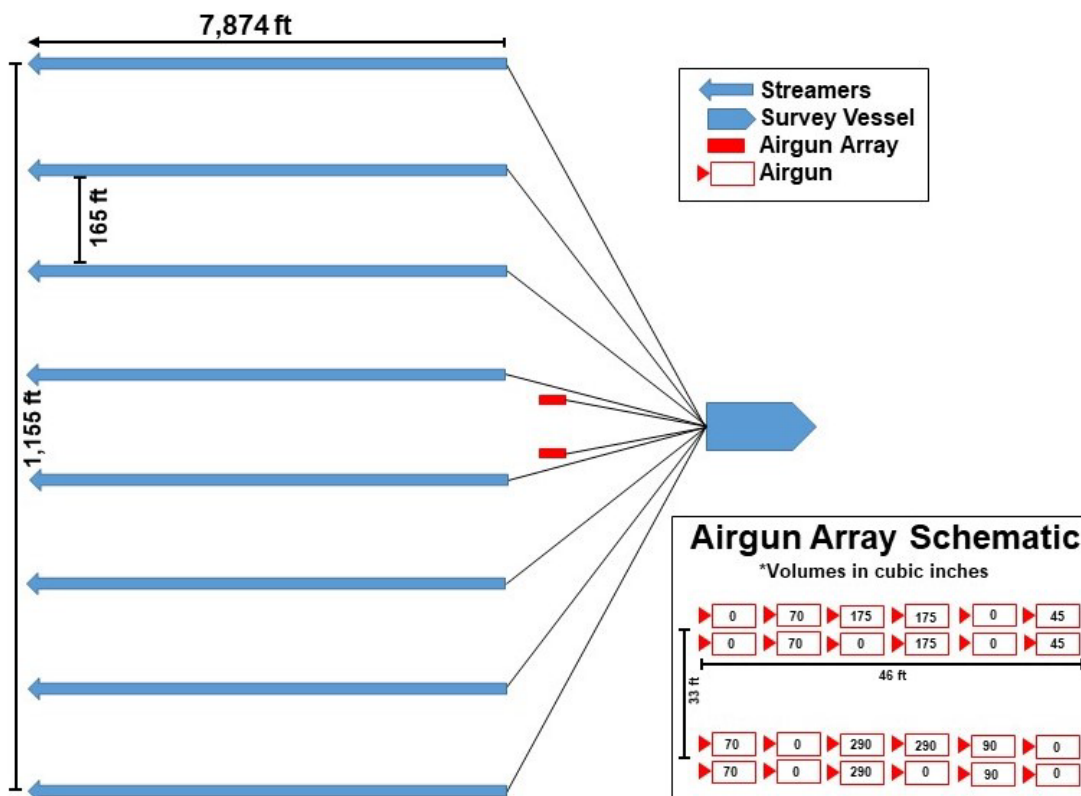 7,874 ft
165 ft
1,155 ft
Streamers
Survey Vessel
Airgun Array
Airgun
Airgun Array Schematic
*Volumes in cubic inches
0 70 175 175 0 45
0 70 0 175 0 45
46 ft
33 ft
70 0 290 290 90 0
70 0 290 0 90 0